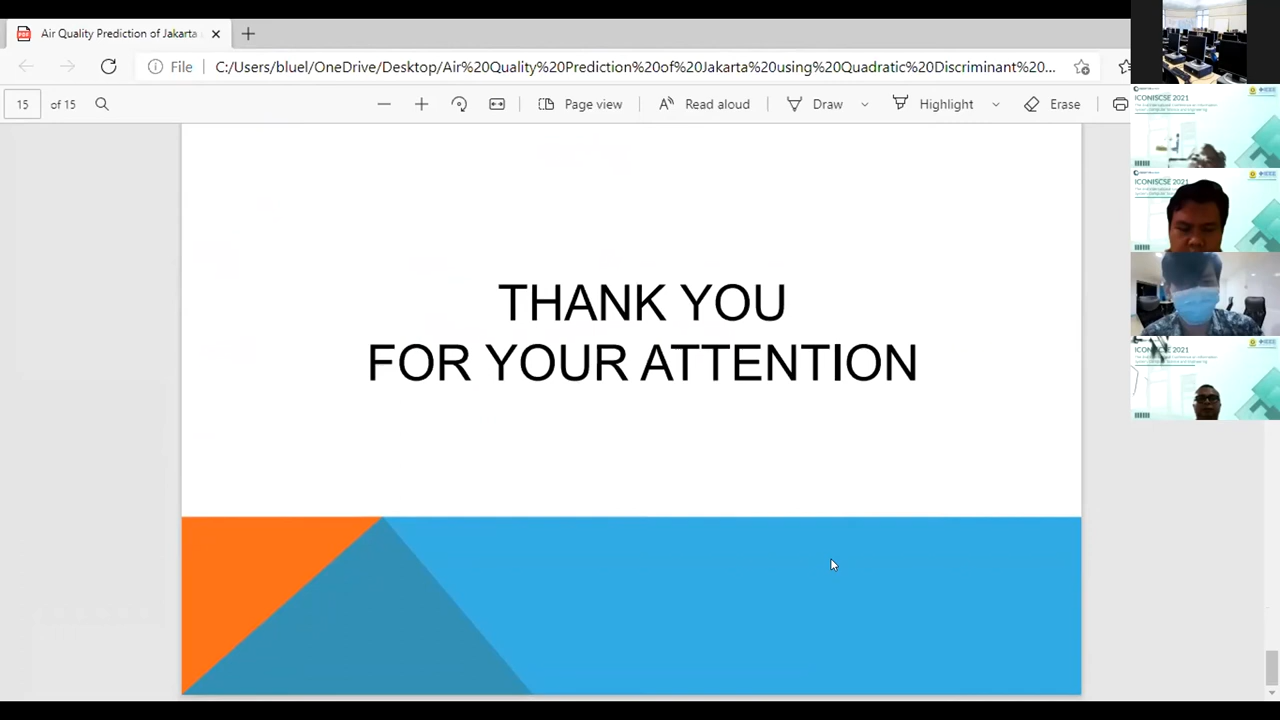 Air Quality Prediction of Jakarta
File
C:/Users/bluel/OneDrive/Desktop/Air%20Quality%20Prediction%20of%20Jakarta%20using%20Quadratic%20Discriminant%20...
15 of 15
Page view
Read aloud
Draw
Highlight
Erase
THANK YOU
FOR YOUR ATTENTION
ICONISCSE 2021
ICONISCSE 2021
ICONISCSE 2021